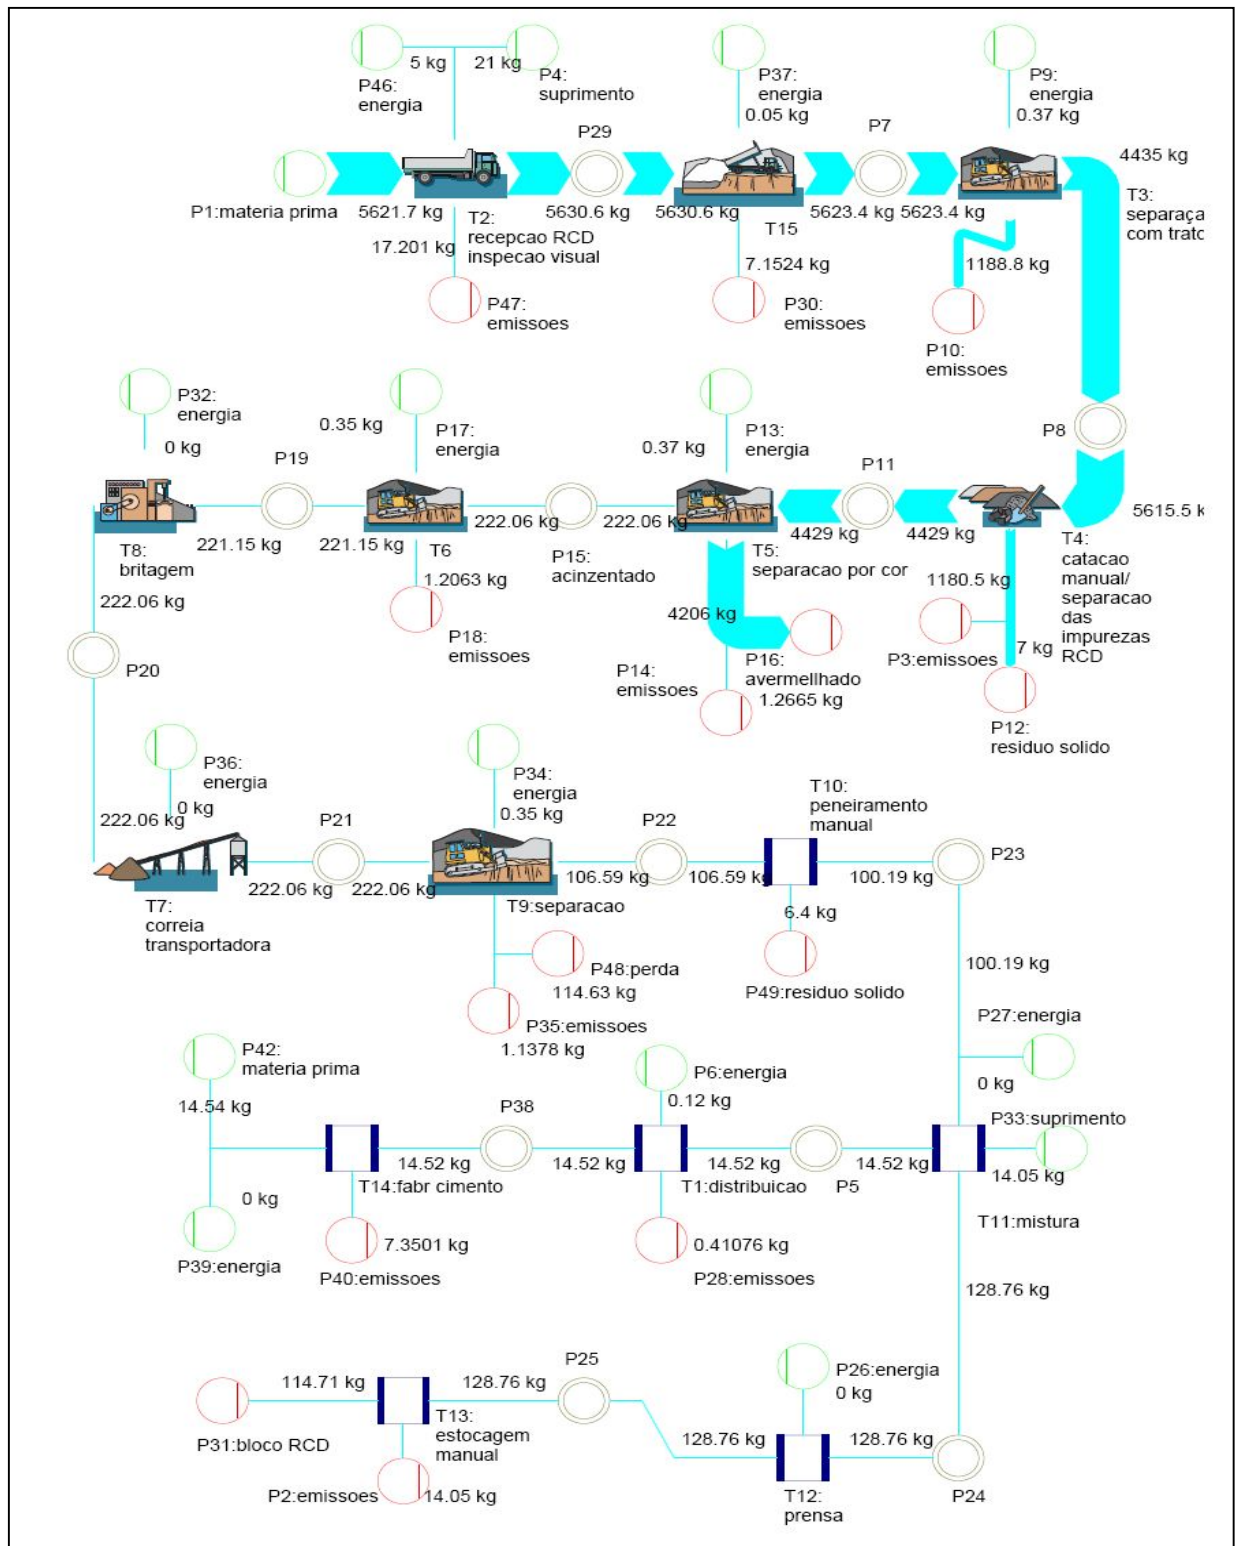 5 kg
21 kg
P46:
energia
P4:
suprimento
P37:
energia
0.05 kg
P9:
energia
0.37 kg
P29
P7
4435 kg
P1:materia prima
5621.7 kg
5630.6 kg
5630.6 kg
5623.4 kg
5623.4 kg
T2:
recepcao RCD
inspecao visual
T15
T3:
separaça
com tratc
17.201 kg
7.1524 kg
1188.8 kg
P47:
emissoes
P30:
emissoes
P10:
emissoes
P32:
energia
0 kg
0.35 kg
P17:
energia
0.37 kg
P13:
energia
P8
P19
P11
5615.5 k
221.15 kg
221.15 kg
222.06 kg
222.06 kg
4429 kg
4429 kg
T8:
britagem
T6
P15:
acinzentado
T5:
separacao por cor
T4:
catacao
manual/
separacao
das
impurezas
RCD
222.06 kg
1.2063 kg
1180.5 kg
4206 kg
P18:
emissoes
P3:emissoes
7 kg
P20
P14:
emissoes
P16:
avermellhado
1.2665 kg
P12:
residuo solido
P36:
energia
0 kg
P34:
energia
0.35 kg
T10:
peneiramento
manual
222.06 kg
P21
P22
P23
222.06 kg
222.06 kg
106.59 kg
106.59 kg
100.19 kg
T7:
correia
transportadora
T9:separacao
6.4 kg
P48:perda
114.63 kg
P49:residuo solido
100.19 kg
P35:emissoes
1.1378 kg
P27:energia
0 kg
P42:
materia prima
14.54 kg
P6:energia
0.12 kg
P38
P33:suprimento
14.52 kg
14.52 kg
14.52 kg
14.52 kg
14.05 kg
T14:fabr cimento
T1:distribuicao
P5
0 kg
T11:mistura
7.3501 kg
0.41076 kg
P39:energia
P40:emissoes
P28:emissoes
128.76 kg
P25
P26:energia
0 kg
114.71 kg
128.76 kg
P31:bloco RCD
T13:
estocagem
manual
128.76 kg
128.76 kg
P2:emissoes
14.05 kg
T12:
prensa
P24